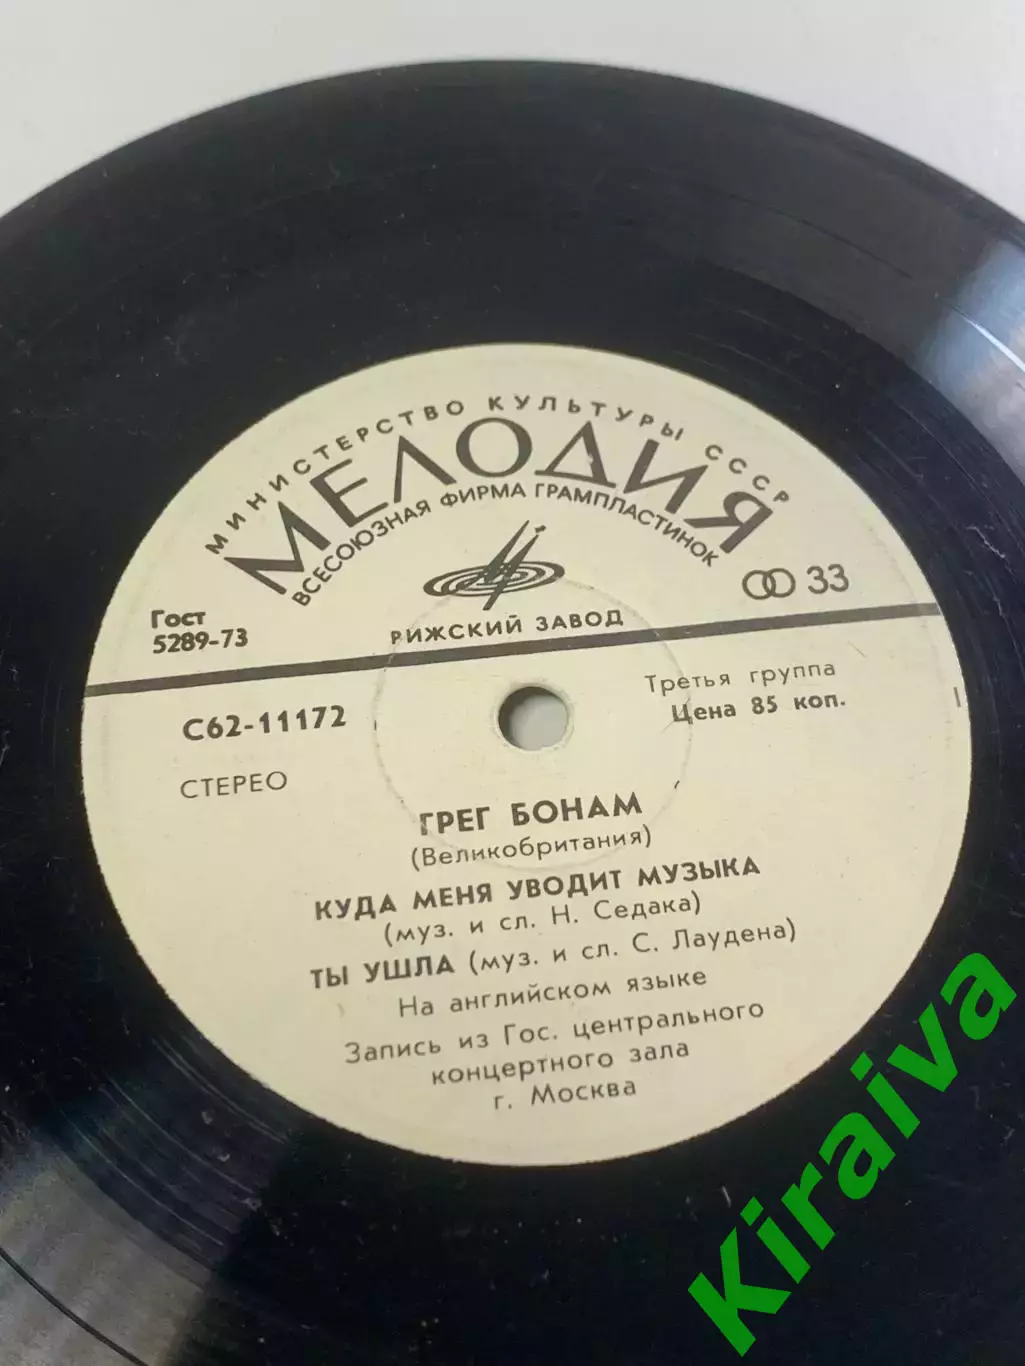 МИНИСТЕРСТВО КУЛЬТУРЫ СССР
МЕЛОДИЯ
ВСЕСОЮЗНАЯ ФИРМА ГРАМПЛАСТИНОК
33
Гост
5289-73
РИЖСКИЙ ЗАВОД
Третья группа
Цена 85 коп.
С62-11172
СТЕРЕО
ГРЕГ БОНАМ
(Великобритания)
КУДА МЕНЯ УВОДИТ МУЗЫКА
(муз. и сл. Н. Седака)
ТЫ УШЛА (муз. и сл. С. Лаудена)
На английском языке
Запись из Гос. центрального
концертного зала
г. Москва
Kiraiva